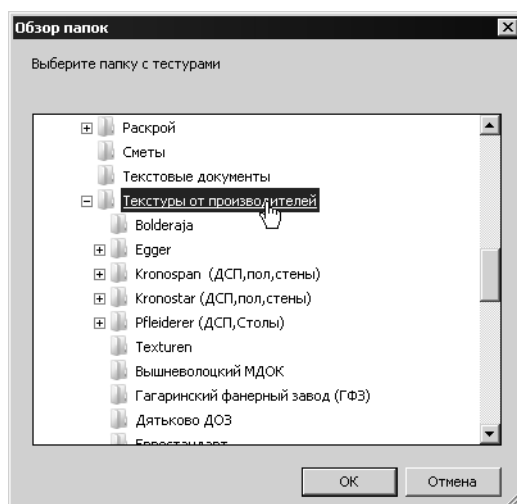 Обзор папок
Выберите папку с тестурами
Раскрой
Сметы
Текстовые документы
Текстуры от производителей
Bolderaja
Egger
Kronospan (ДСП,пол,стены)
Kronostar (ДСП,пол,стены)
Pfleiderer (ДСП,Столы)
Texturen
Вышневолоцкий МДОК
Гагаринский фанерный завод (ГФЗ)
Дятьково ДОЗ
ОК
Отмена